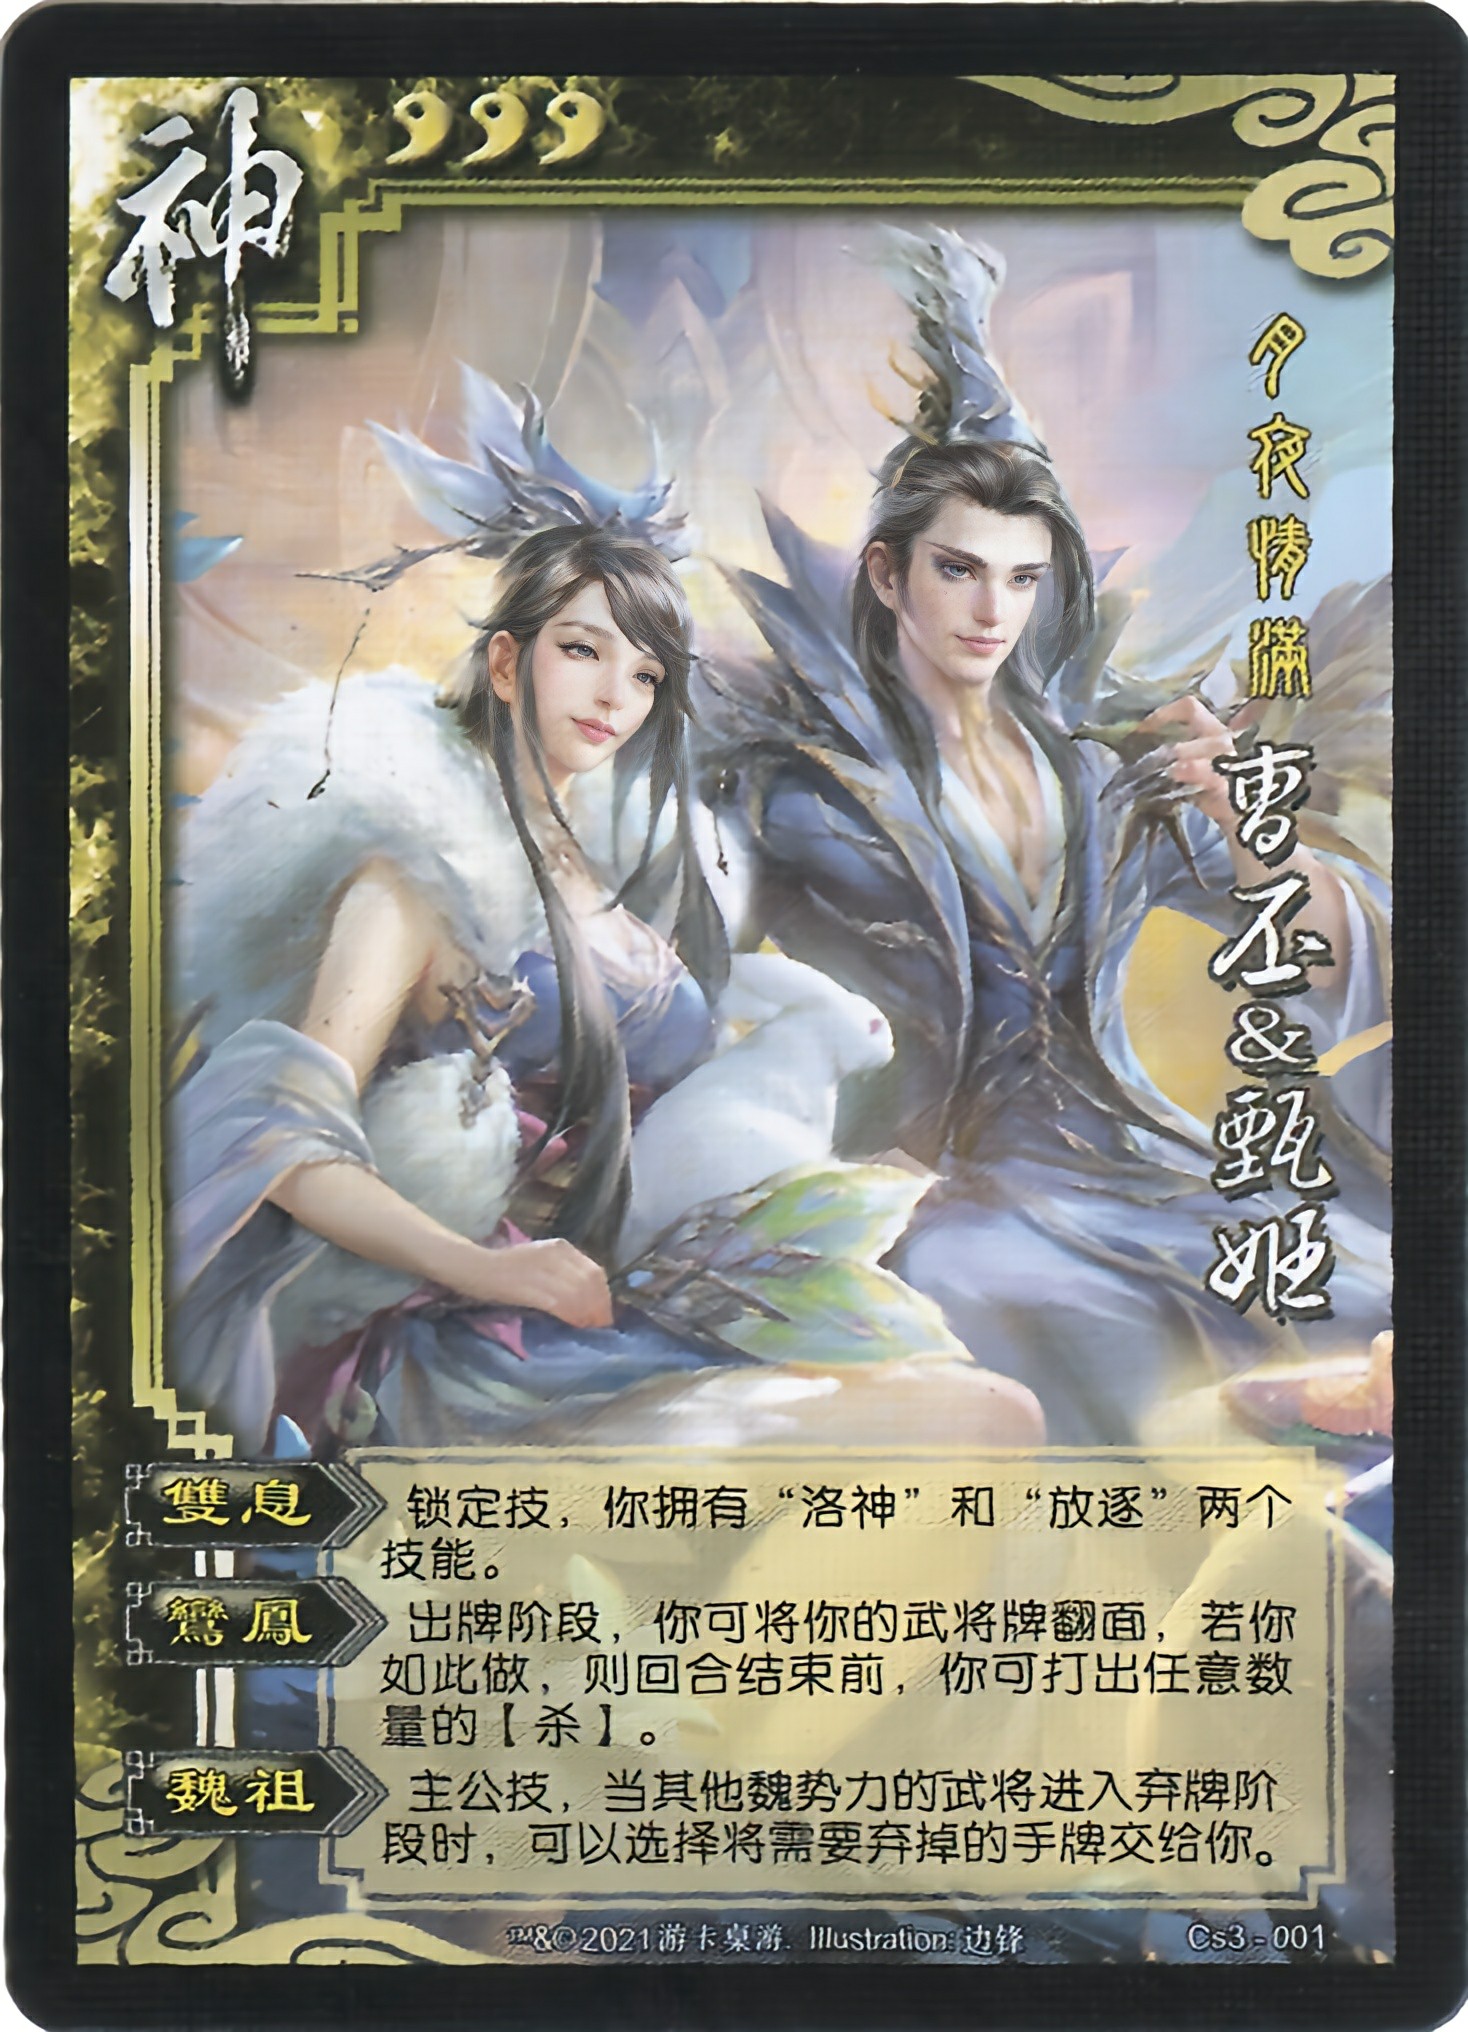 神
月夜情满
曹丕&甄姬
雙息
锁定技，你拥有“洛神”和“放逐”两个
技能。
鸞鳳
出牌阶段，你可将你的武将牌翻面，若你
如此做，则回合结束前，你可打出任意数
量的【杀】。
魏祖
主公技，当其他魏势力的武将进入弃牌阶
段时，可以选择将需要弃掉的手牌交给你。
™&©2021游卡桌游. Illustration:边锋
Cs3-001